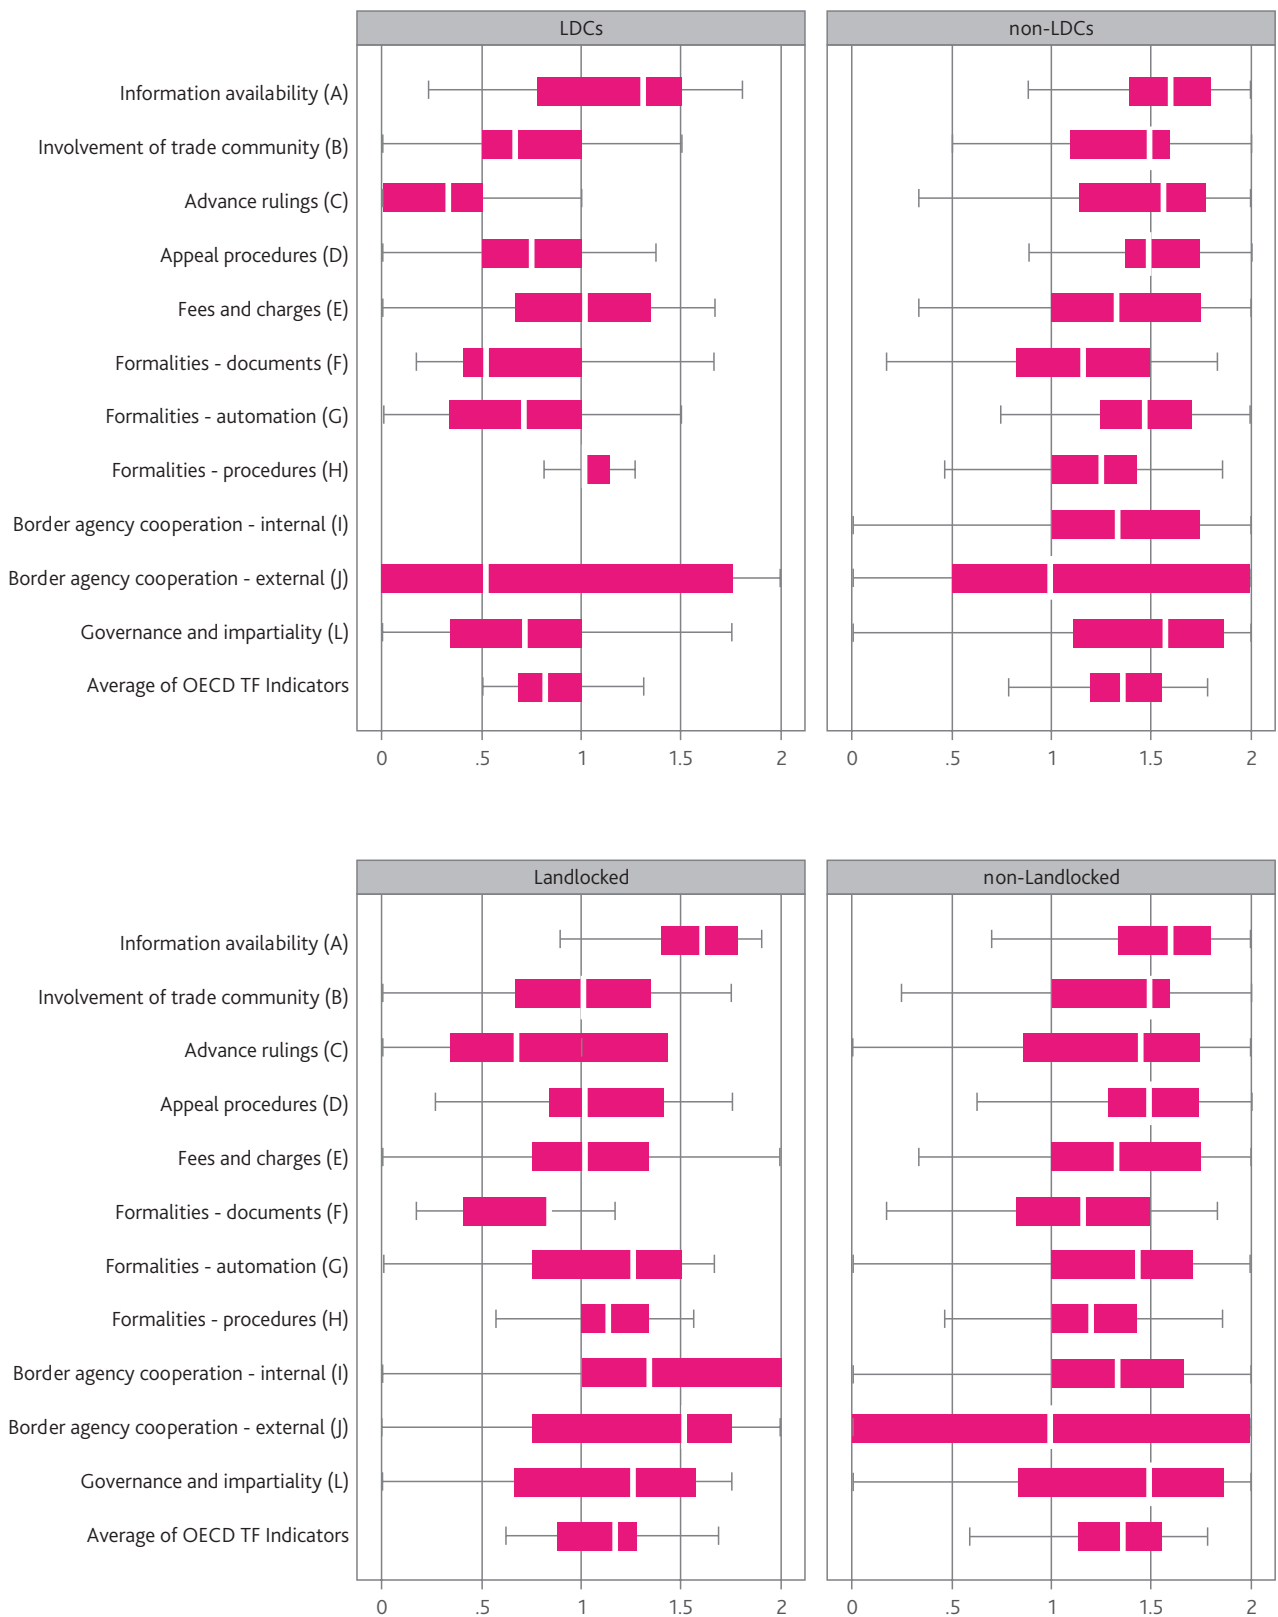 LDCs
non-LDCs
Information availability (A)
Involvement of trade community (B)
Advance rulings (C)
Appeal procedures (D)
Fees and charges (E)
Formalities - documents (F)
Formalities - automation (G)
Formalities - procedures (H)
Border agency cooperation - internal (I)
Border agency cooperation - external (J)
Governance and impartiality (L)
Average of OECD TF Indicators
0 .5 1 1.5 2
0 .5 1 1.5 2
Landlocked
non-Landlocked
Information availability (A)
Involvement of trade community (B)
Advance rulings (C)
Appeal procedures (D)
Fees and charges (E)
Formalities - documents (F)
Formalities - automation (G)
Formalities - procedures (H)
Border agency cooperation - internal (I)
Border agency cooperation - external (J)
Governance and impartiality (L)
Average of OECD TF Indicators
0 .5 1 1.5 2
0 .5 1 1.5 2